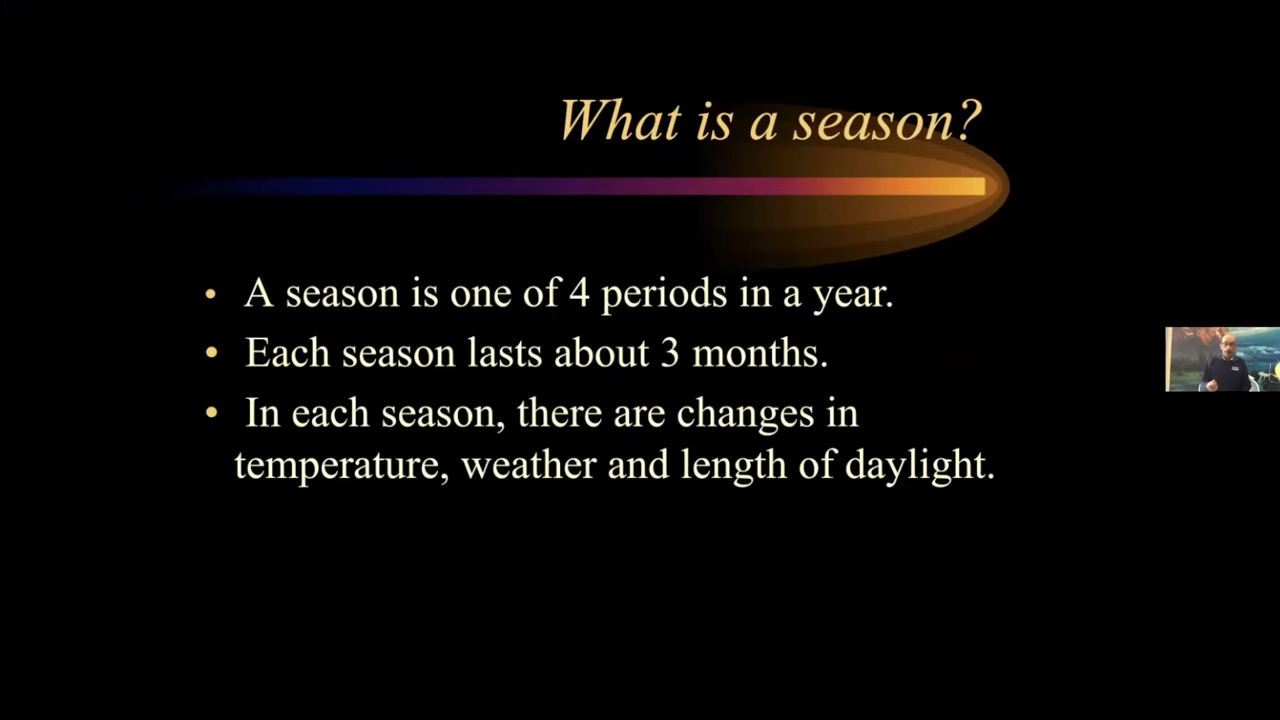 What is a season?
• A season is one of 4 periods in a year.
• Each season lasts about 3 months.
• In each season, there are changes in
temperature, weather and length of daylight.